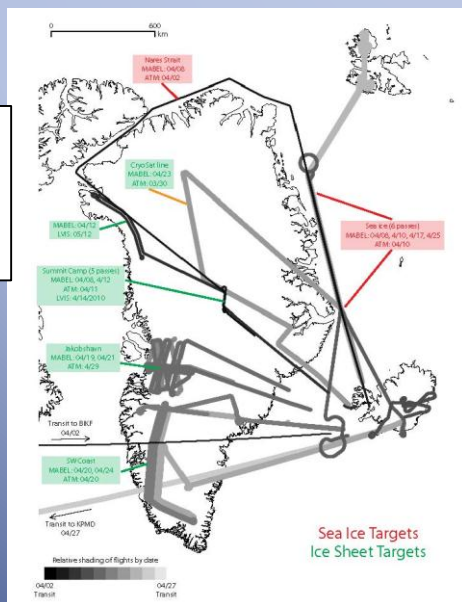 0 600
km
Nares Strait
MABEL: 04/08
ATM: 04/02
CryoSat line
MABEL: 04/23
ATM: 03/30
Sea ice (6 passes)
MABEL: 04/08, 4/10, 4/17, 4/25
ATM: 04/10
MABEL: 04/12
LVIS: 05/12
Summit Camp (5 passes)
MABEL: 04/08, 4/12
ATM: 04/11
LVIS: 4/14/2010
Jakobshavn
MABEL: 04/19, 04/21
ATM: 4/29
Transit to BIKF
04/02
SW Coast
MABEL: 04/20, 04/24
ATM: 04/20
Transit to KPMD
04/27
Sea Ice Targets
Ice Sheet Targets
Relative shading of flights by date
04/02 04/27
Transit Transit